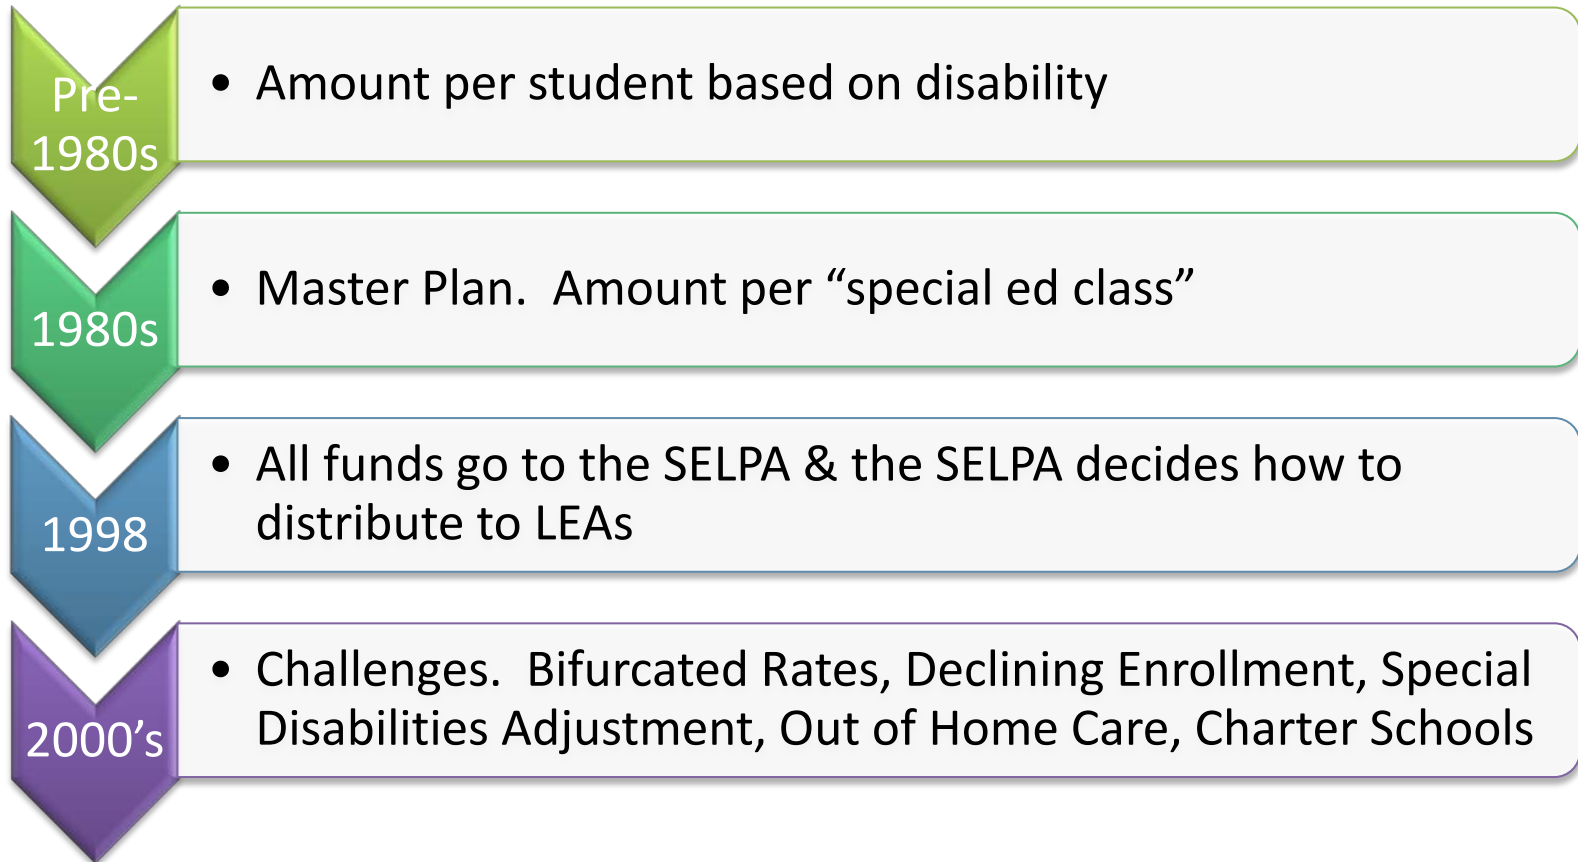 Pre-
1980s
• Amount per student based on disability
1980s
• Master Plan.  Amount per “special ed class”
1998
• All funds go to the SELPA & the SELPA decides how to
distribute to LEAs
2000’s
• Challenges.  Bifurcated Rates, Declining Enrollment, Special
Disabilities Adjustment, Out of Home Care, Charter Schools